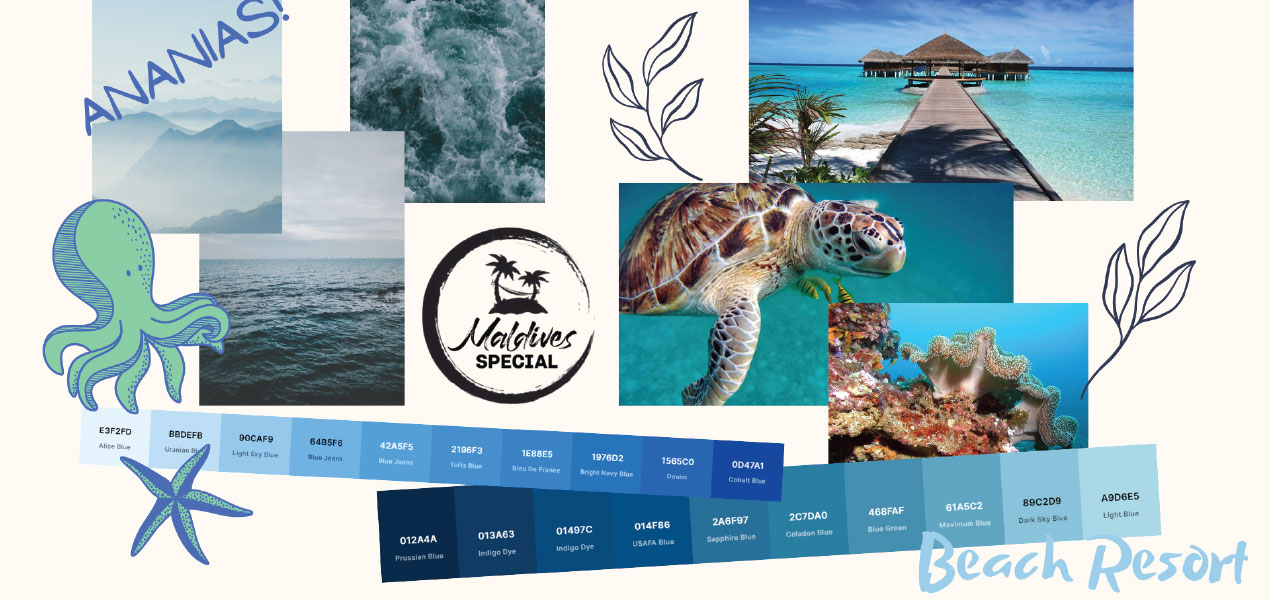 ANANIAS!
Maldives
SPECIAL
E3F2FD
Alice Blue
BBDEFB
Uranian Blue
90CAF9
Light Sky Blue
64B5F6
Blue Jeans
42A5F5
Blue Jeans
2196F3
Tufts Blue
1E88E5
Bleu De France
1976D2
Bright Navy Blue
1565C0
Denim
0D47A1
Cobalt Blue
012A4A
Prussian Blue
013A63
Indigo Dye
01497C
Indigo Dye
014F86
USAFA Blue
2A6F97
Sapphire Blue
2C7DA0
Celadon Blue
468FAF
Blue Green
61A5C2
Maximum Blue
89C2D9
Dark Sky Blue
A9D6E5
Light Blue
Beach Resort